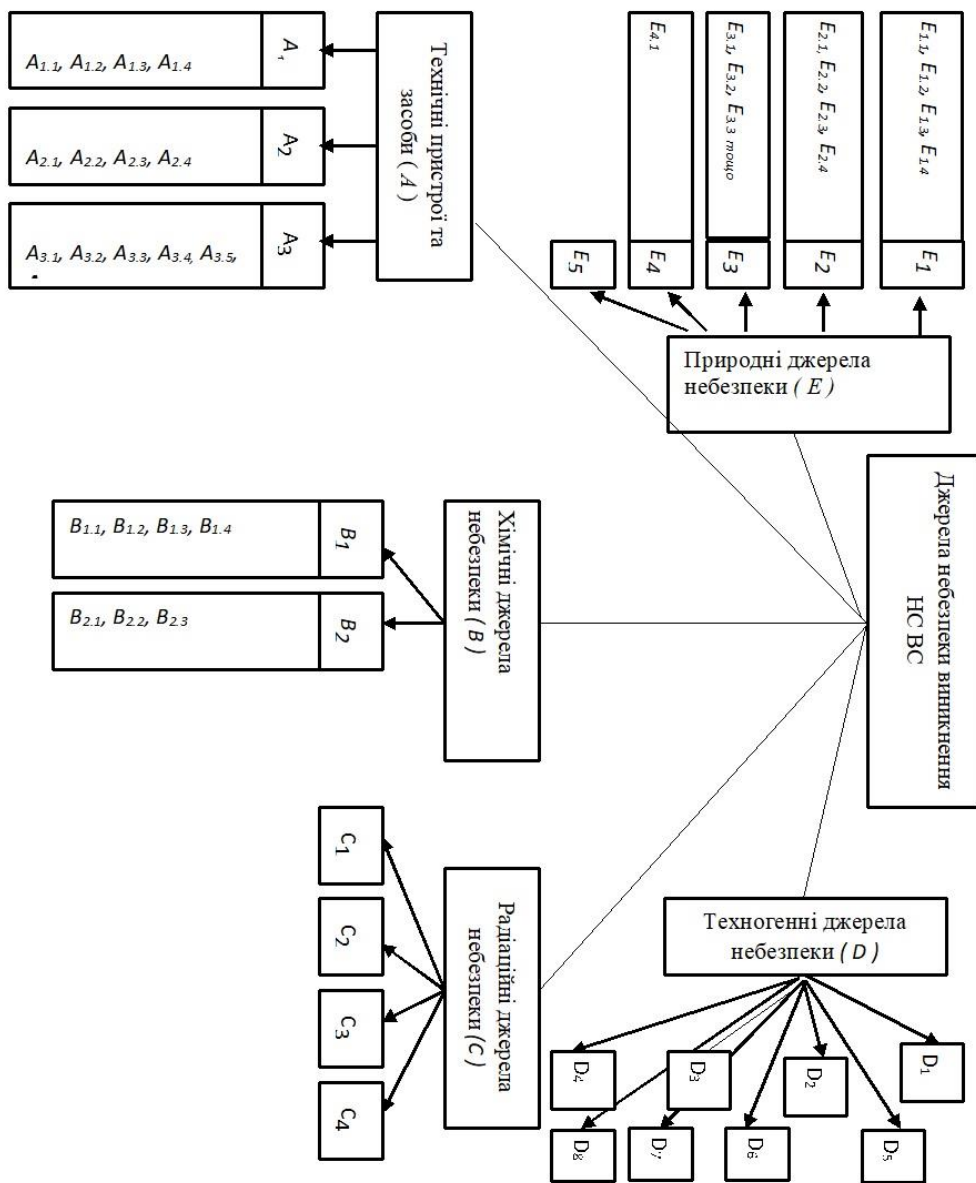 Джерела небезпеки виникнення
НС ВС
Природні джерела
небезпеки ( E )
E1
E1.1, E1.2, E1.3, E1.4
E2
E2.1, E2.2, E2.3, E2.4
E3
E3.1, E3.2, E3.3 тощо
E4
E4.1
E5
Технічні пристрої та
засоби ( A )
A1
A1.1, A1.2, A1.3, A1.4
A2
A2.1, A2.2, A2.3, A2.4
A3
A3.1, A3.2, A3.3, A3.4, A3.5,
Хімічні джерела
небезпеки ( B )
B1
B1.1, B1.2, B1.3, B1.4
B2
B2.1, B2.2, B2.3
Радіаційні джерела
небезпеки (C )
C1
C2
C3
C4
Техногенні джерела
небезпеки ( D )
D4
D3
D2
D1
D8
D7
D6
D5